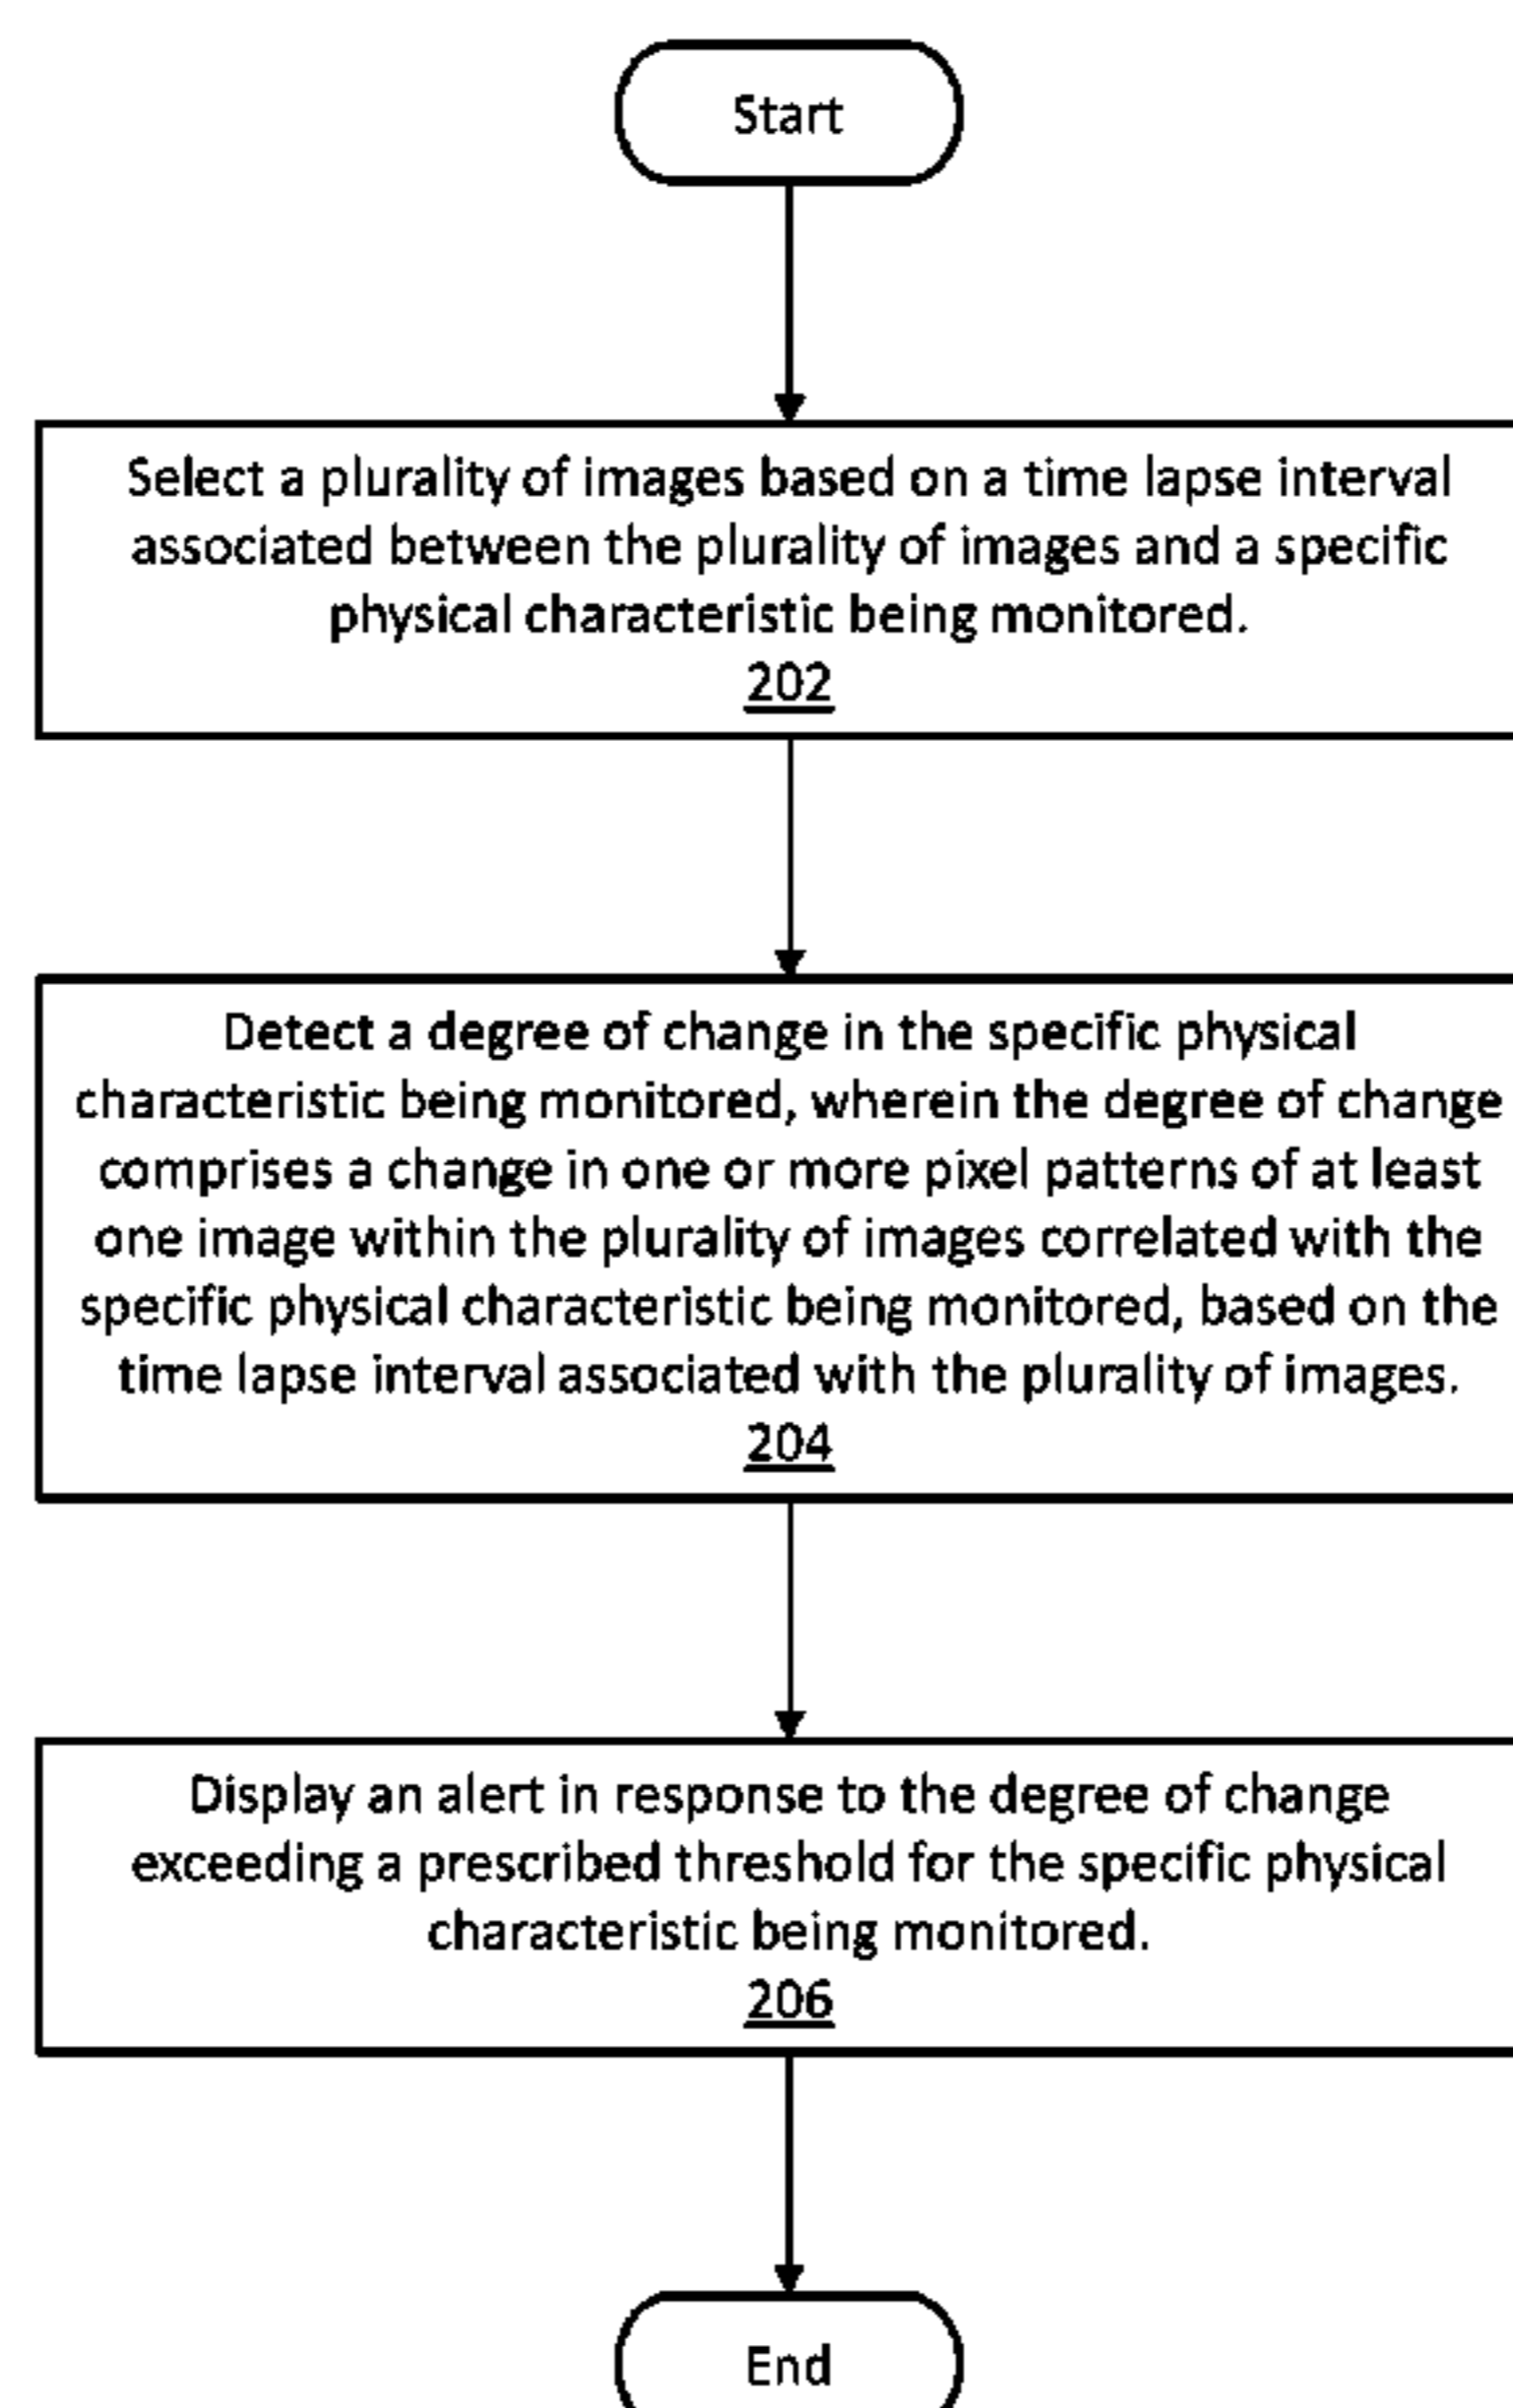 Start
Select a plurality of images based on a time lapse interval
associated between the plurality of images and a specific
physical characteristic being monitored.
202
Detect a degree of change in the specific physical
characteristic being monitored, wherein the degree of change
comprises a change in one or more pixel patterns of at least
one image within the plurality of images correlated with the
specific physical characteristic being monitored, based on the
time lapse interval associated with the plurality of images.
204
Display an alert in response to the degree of change
exceeding a prescribed threshold for the specific physical
characteristic being monitored.
206
End